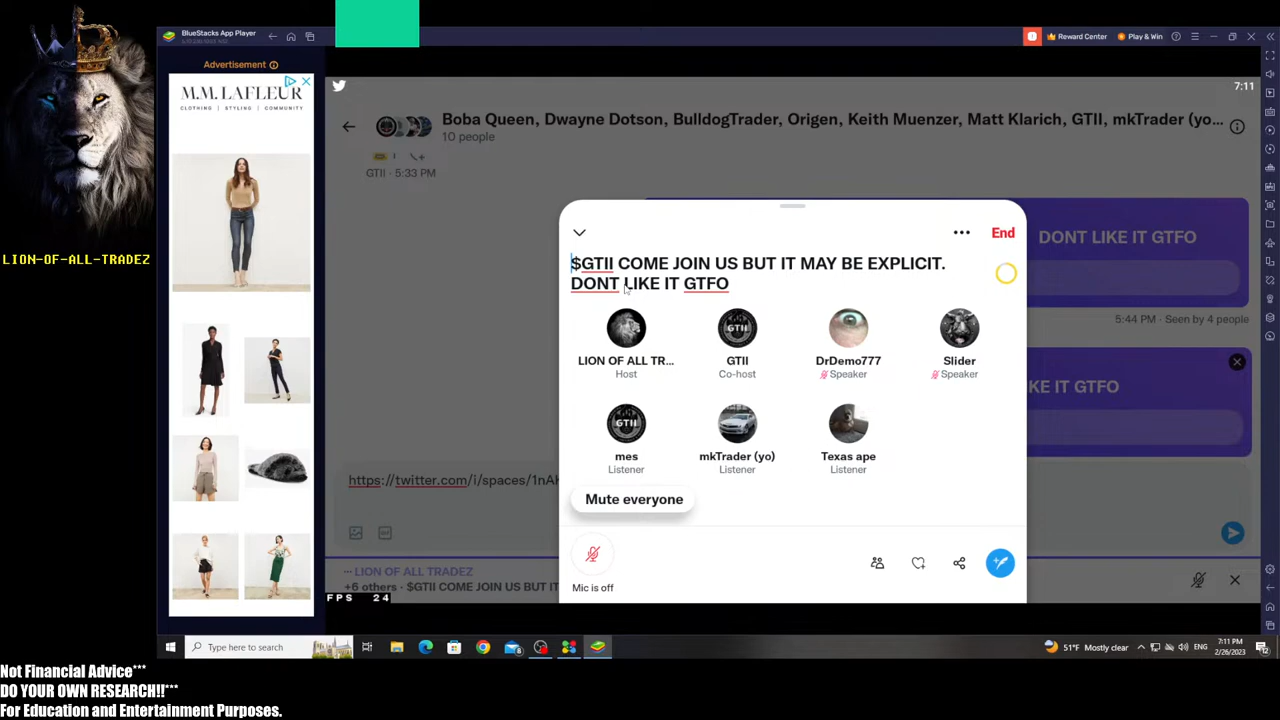 BlueStacks App Player
Reward Center
Play & Win
Advertisement
M.M.LAFLEUR
CLOTHING | STYLING | COMMUNITY
LION-OF-ALL-TRADEZ
7:11
Boba Queen, Dwayne Dotson, BulldogTrader, Origen, Keith Muenzer, Matt Klarich, GTII, mkTrader (yo...
10 people
GTII - 5:33 PM
DONT LIKE IT GTFO
5:44 PM · Seen by 4 people
KE IT GTFO
End
$GTII COME JOIN US BUT IT MAY BE EXPLICIT.
DONT LIKE IT GTFO
LION OF ALL TR...
Host
GTII
Co-host
DrDemo777
Speaker
Slider
Speaker
mes
Listener
mkTrader (yo)
Listener
Texas ape
Listener
Mute everyone
Mic is off
https://twitter.com/i/spaces/1nA
LION OF ALL TRADEZ
+6 others · $GTII COME JOIN US BUT IT
FPS 24
Type here to search
51°F Mostly clear
ENG
7:11 PM
2/26/2023
Not Financial Advice***
DO YOUR OWN RESEARCH!!***
For Education and Entertainment Purposes.